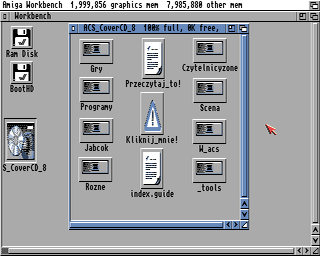 Amiga Workbench 1,999,856 graphics mem 7,985,880 other mem
Workbench
ACS_CoverCD_8 100% full, 0K free,
Ram Disk
BootHD
S_CoverCD_8
Gry
Przeczytaj_to!
Czytelnicyzone
Programy
Kliknij_mnie!
Scena
Jabcok
W_acs
Rozne
index.guide
_tools